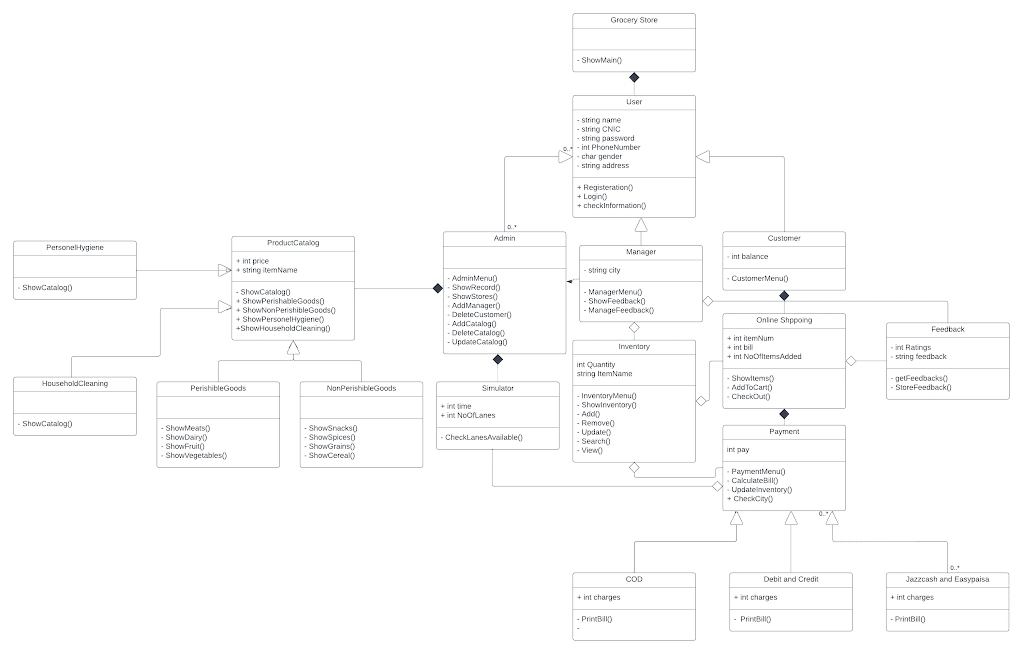 Grocery Store
- ShowMain()
User
- string name
- string CNIC
- string password
- int PhoneNumber
- char gender
- string address
+ Registeration()
+ Login()
+ checkInformation()
0..*
0..*
PersonelHygiene
- ShowCatalog()
ProductCatalog
+ int price
+ string itemName
- ShowCatalog()
+ ShowPerishableGoods()
+ ShowNonPerishibleGoods()
+ ShowPersonelHygiene()
+ShowHouseholdCleaning()
Admin
- AdminMenu()
- ShowRecord()
- ShowStores()
- AddManager()
- DeleteCustomer()
- AddCatalog()
- DeleteCatalog()
- UpdateCatalog()
Manager
- string city
- ManagerMenu()
- ShowFeedback()
- ManageFeedback()
Customer
- int balance
- CustomerMenu()
Online Shppoing
+ int itemNum
+ int bill
+ int NoOfItemsAdded
- ShowItems()
- AddToCart()
- CheckOut()
Feedback
- int Ratings
- string feedback
- getFeedbacks()
- StoreFeedback()
Inventory
int Quantity
string ItemName
- InventoryMenu()
- ShowInventory()
- Add()
- Remove()
- Update()
- Search()
- View()
HouseholdCleaning
- ShowCatalog()
PerishibleGoods
- ShowMeats()
- ShowDairy()
- ShowFruit()
- ShowVegetables()
NonPerishibleGoods
- ShowSnacks()
- ShowSpices()
- ShowGrains()
- ShowCereal()
Simulator
+ int time
+ int NoOfLanes
- CheckLanesAvailable()
Payment
int pay
- PaymentMenu()
- CalculateBill()
- UpdateInventory()
+ CheckCity()
0..*
0..*
COD
+ int charges
- PrintBill()
-
Debit and Credit
+ int charges
- PrintBill()
Jazzcash and Easypaisa
+ int charges
- PrintBill()